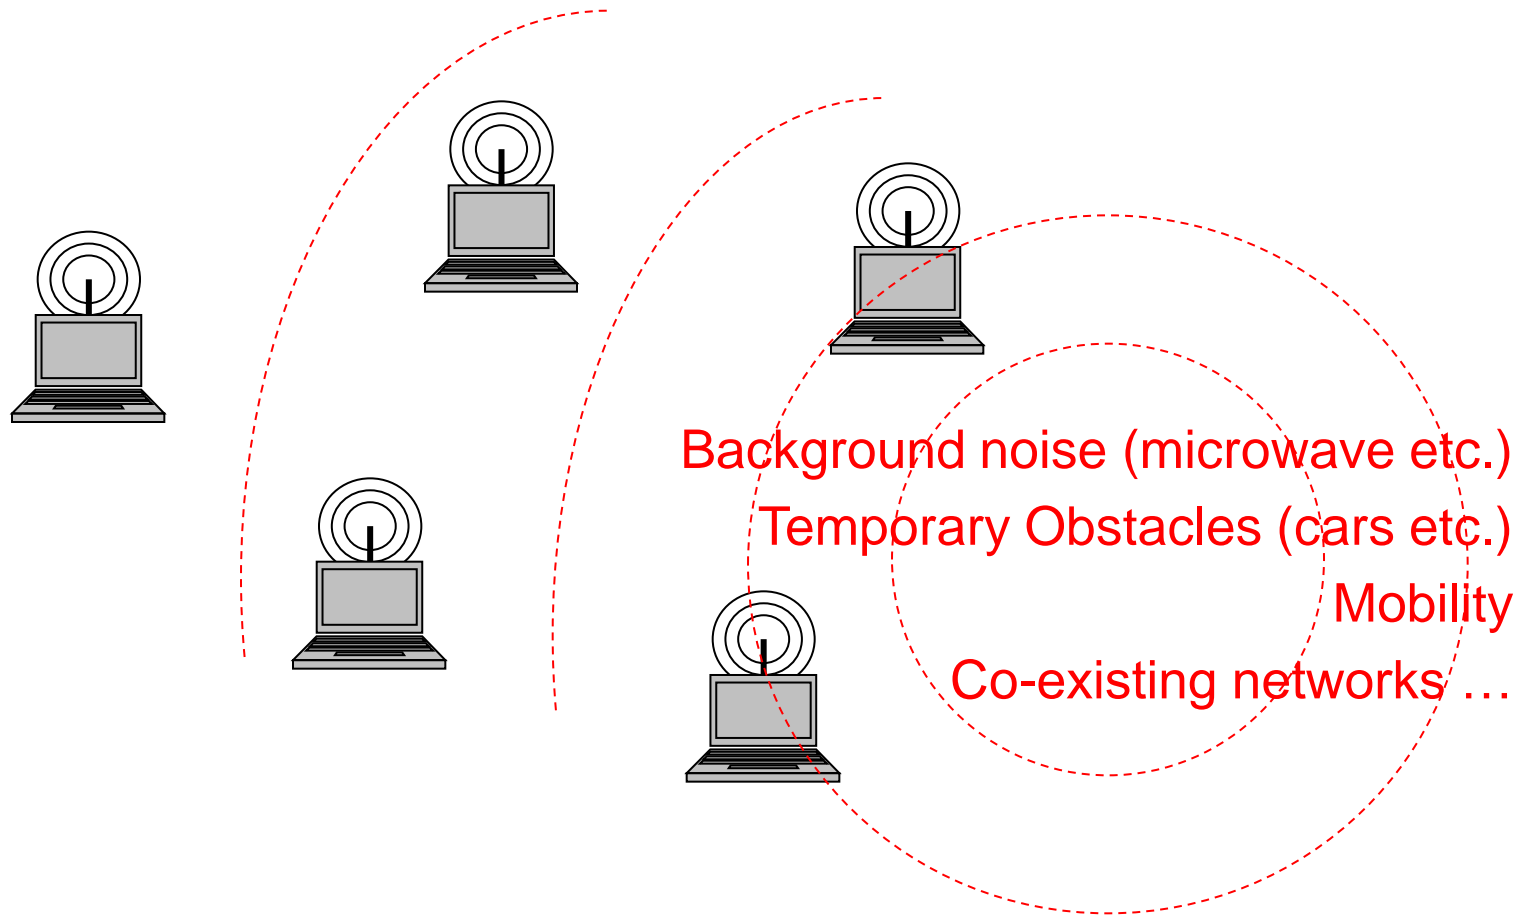 Background noise (microwave etc.)
Temporary Obstacles (cars etc.)
Mobility
Co-existing networks …